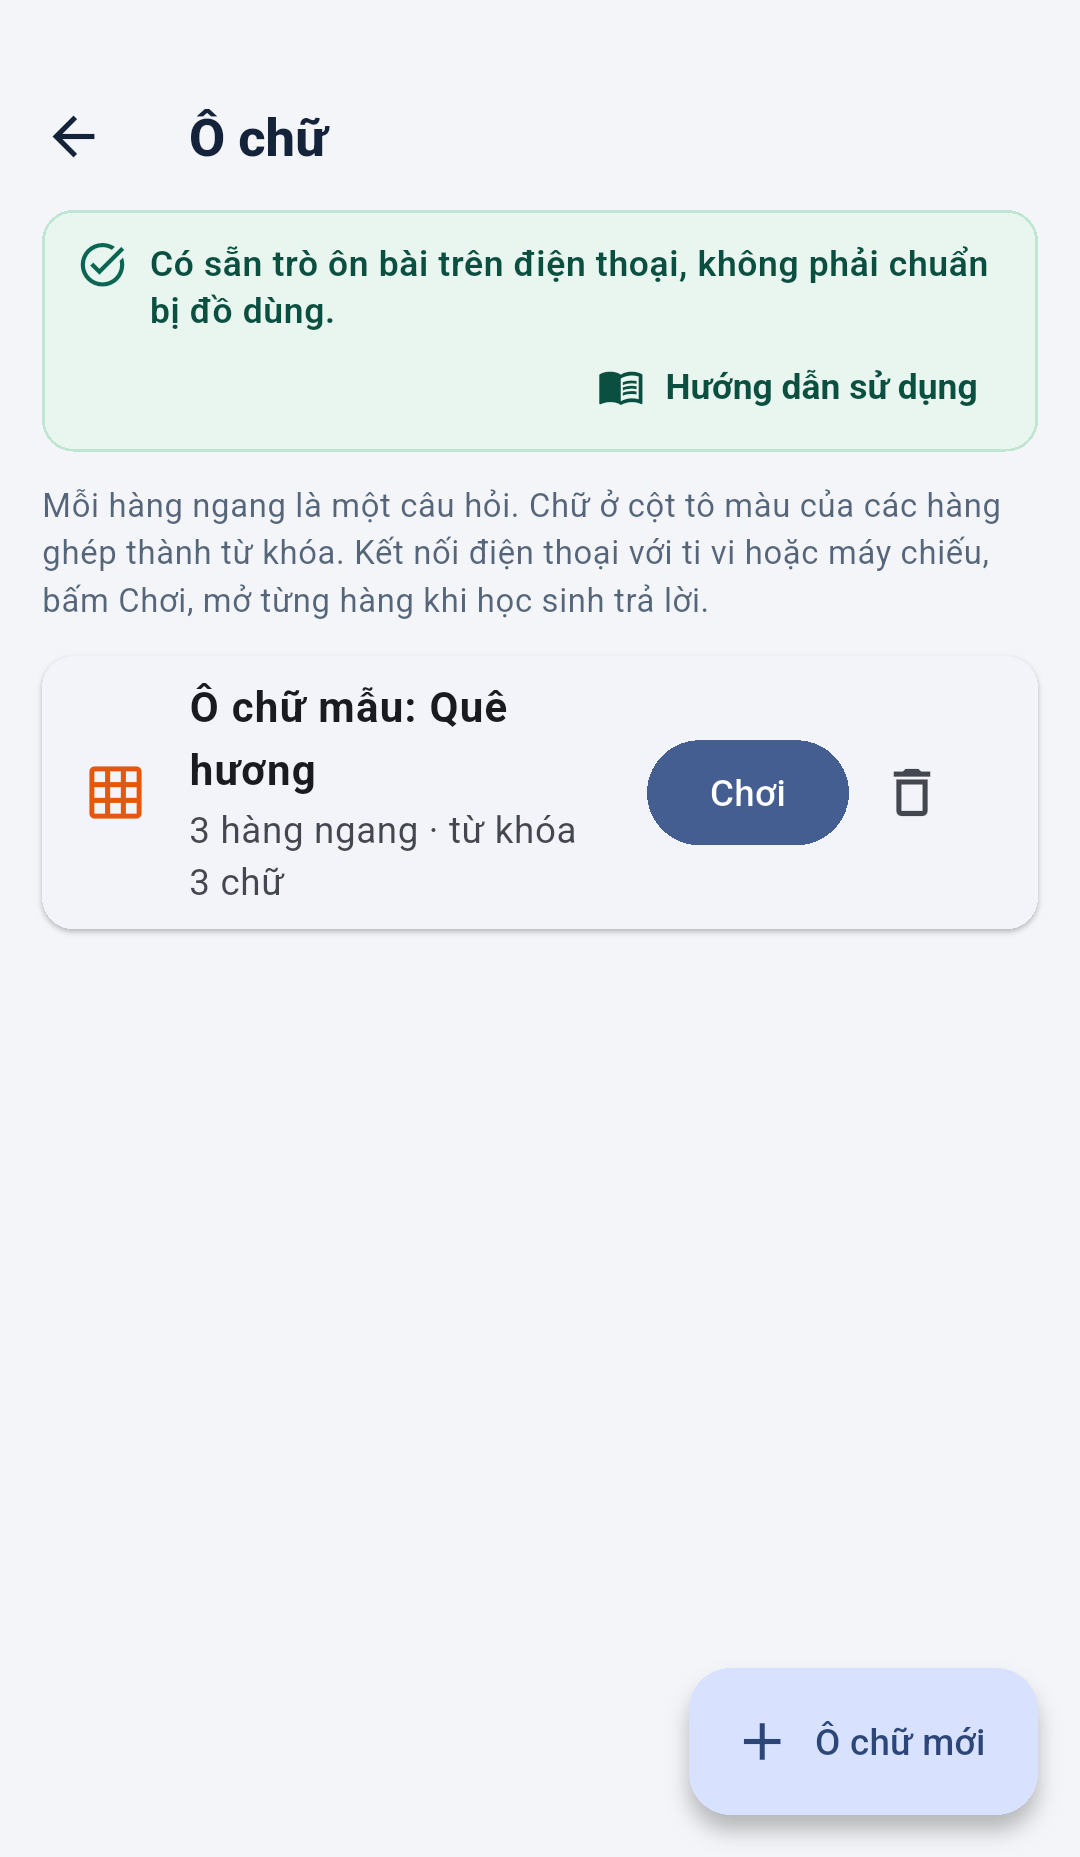 Ô chữ
Có sẵn trò ôn bài trên điện thoại, không phải chuẩn
bị đồ dùng.
Hướng dẫn sử dụng
Mỗi hàng ngang là một câu hỏi. Chữ ở cột tô màu của các hàng
ghép thành từ khóa. Kết nối điện thoại với ti vi hoặc máy chiếu,
bấm Chơi, mở từng hàng khi học sinh trả lời.
Ô chữ mẫu: Quê
hương
3 hàng ngang · từ khóa
3 chữ
Chơi
Ô chữ mới